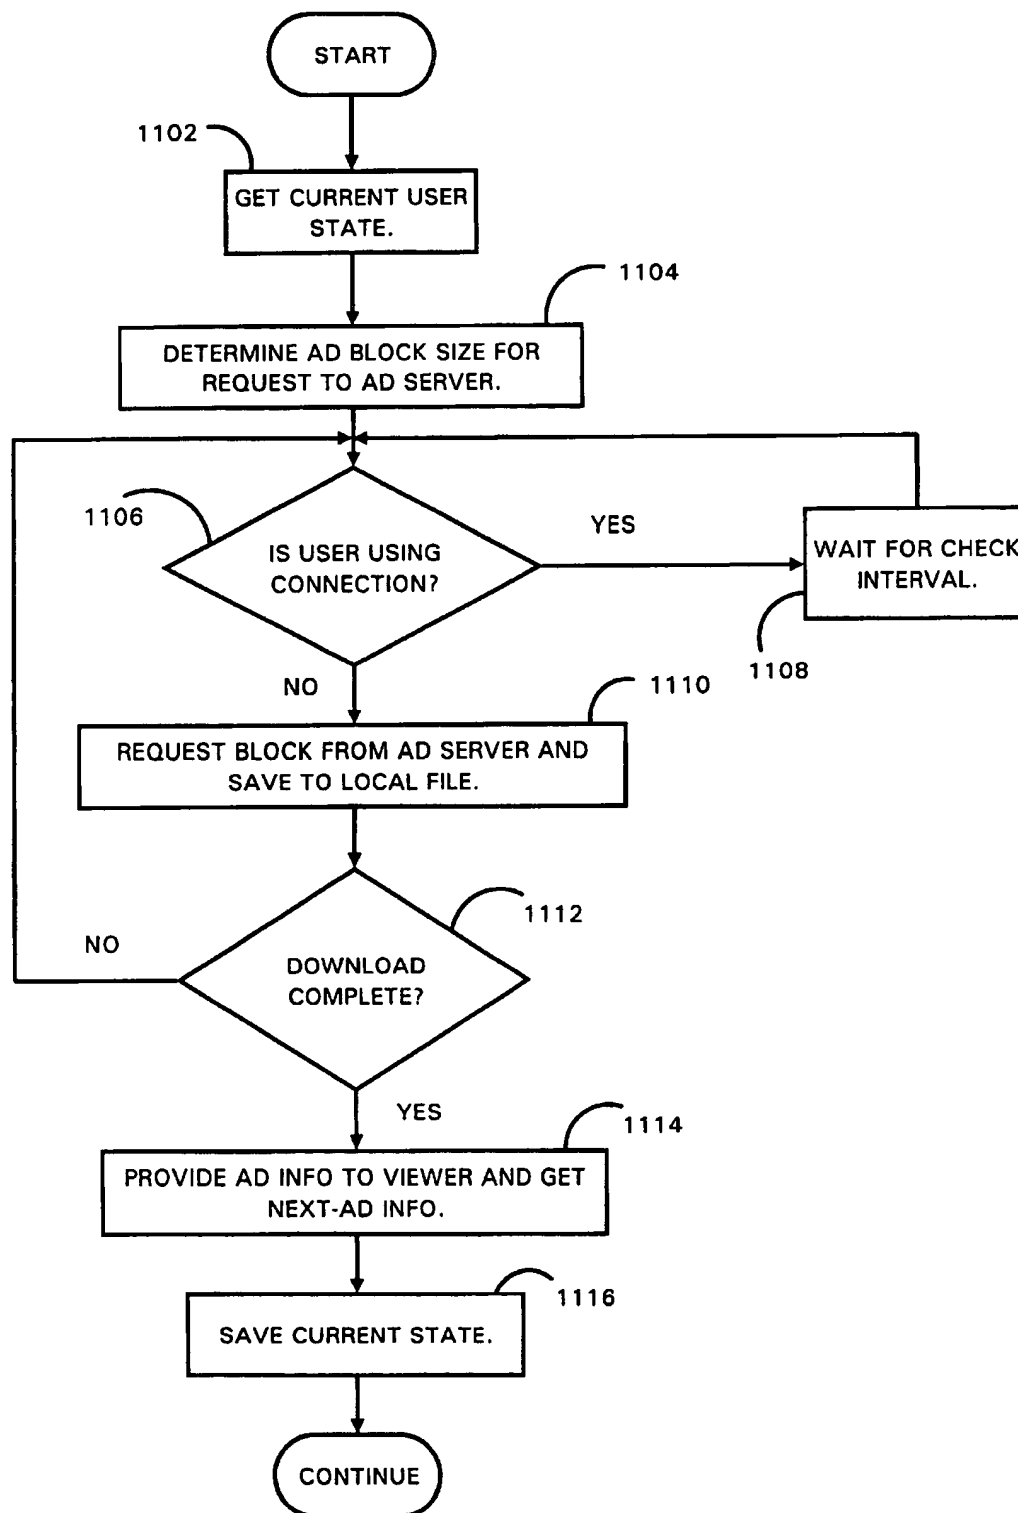 START
1102
GET CURRENT USER
STATE.
1104
DETERMINE AD BLOCK SIZE FOR
REQUEST TO AD SERVER.
1106
IS USER USING
CONNECTION?
YES
WAIT FOR CHECK
INTERVAL.
1108
NO
1110
REQUEST BLOCK FROM AD SERVER AND
SAVE TO LOCAL FILE.
1112
NO
DOWNLOAD
COMPLETE?
YES
1114
PROVIDE AD INFO TO VIEWER AND GET
NEXT-AD INFO.
1116
SAVE CURRENT STATE.
CONTINUE